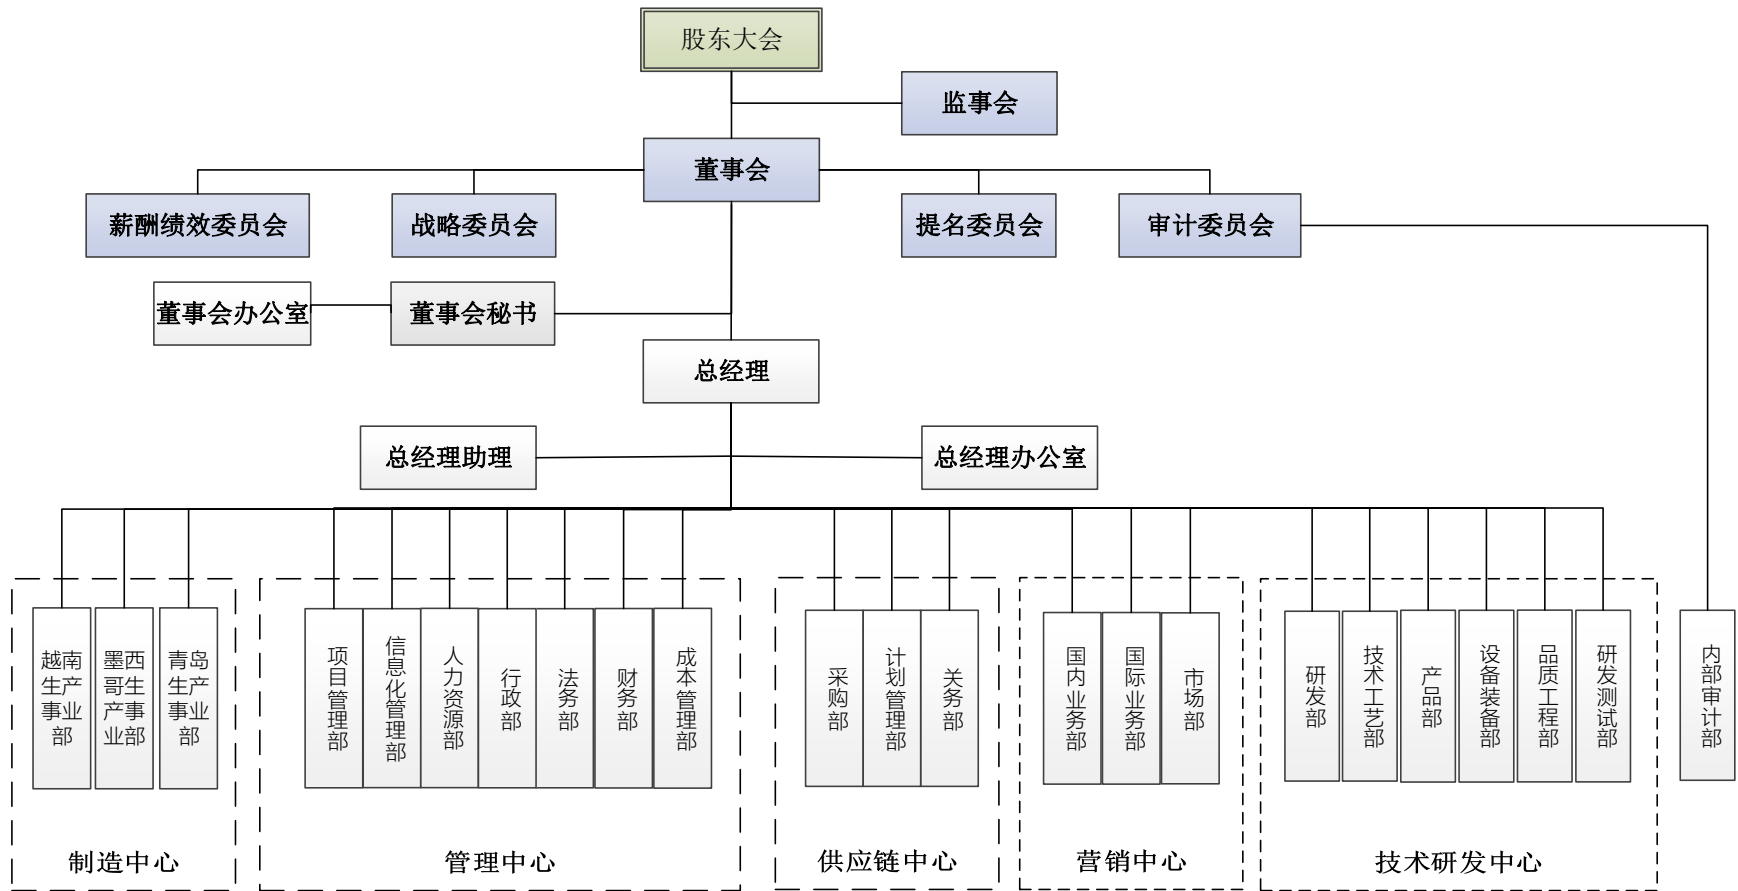 股东大会
监事会
董事会
薪酬绩效委员会
战略委员会
提名委员会
审计委员会
董事会办公室
董事会秘书
总经理
总经理助理
总经理办公室
越南
生产
事业
部
墨西
哥生
产事
业部
青岛
生产
事业
部
项目管理部
信息化管理部
人力资源部
行政部
法务部
财务部
成本管理部
采购部
计划管理部
关务部
国内业务部
国际业务部
市场部
研发部
技术工艺部
产品部
设备装备部
品质工程部
研发测试部
内部审计部
制造中心
管理中心
供应链中心
营销中心
技术研发中心